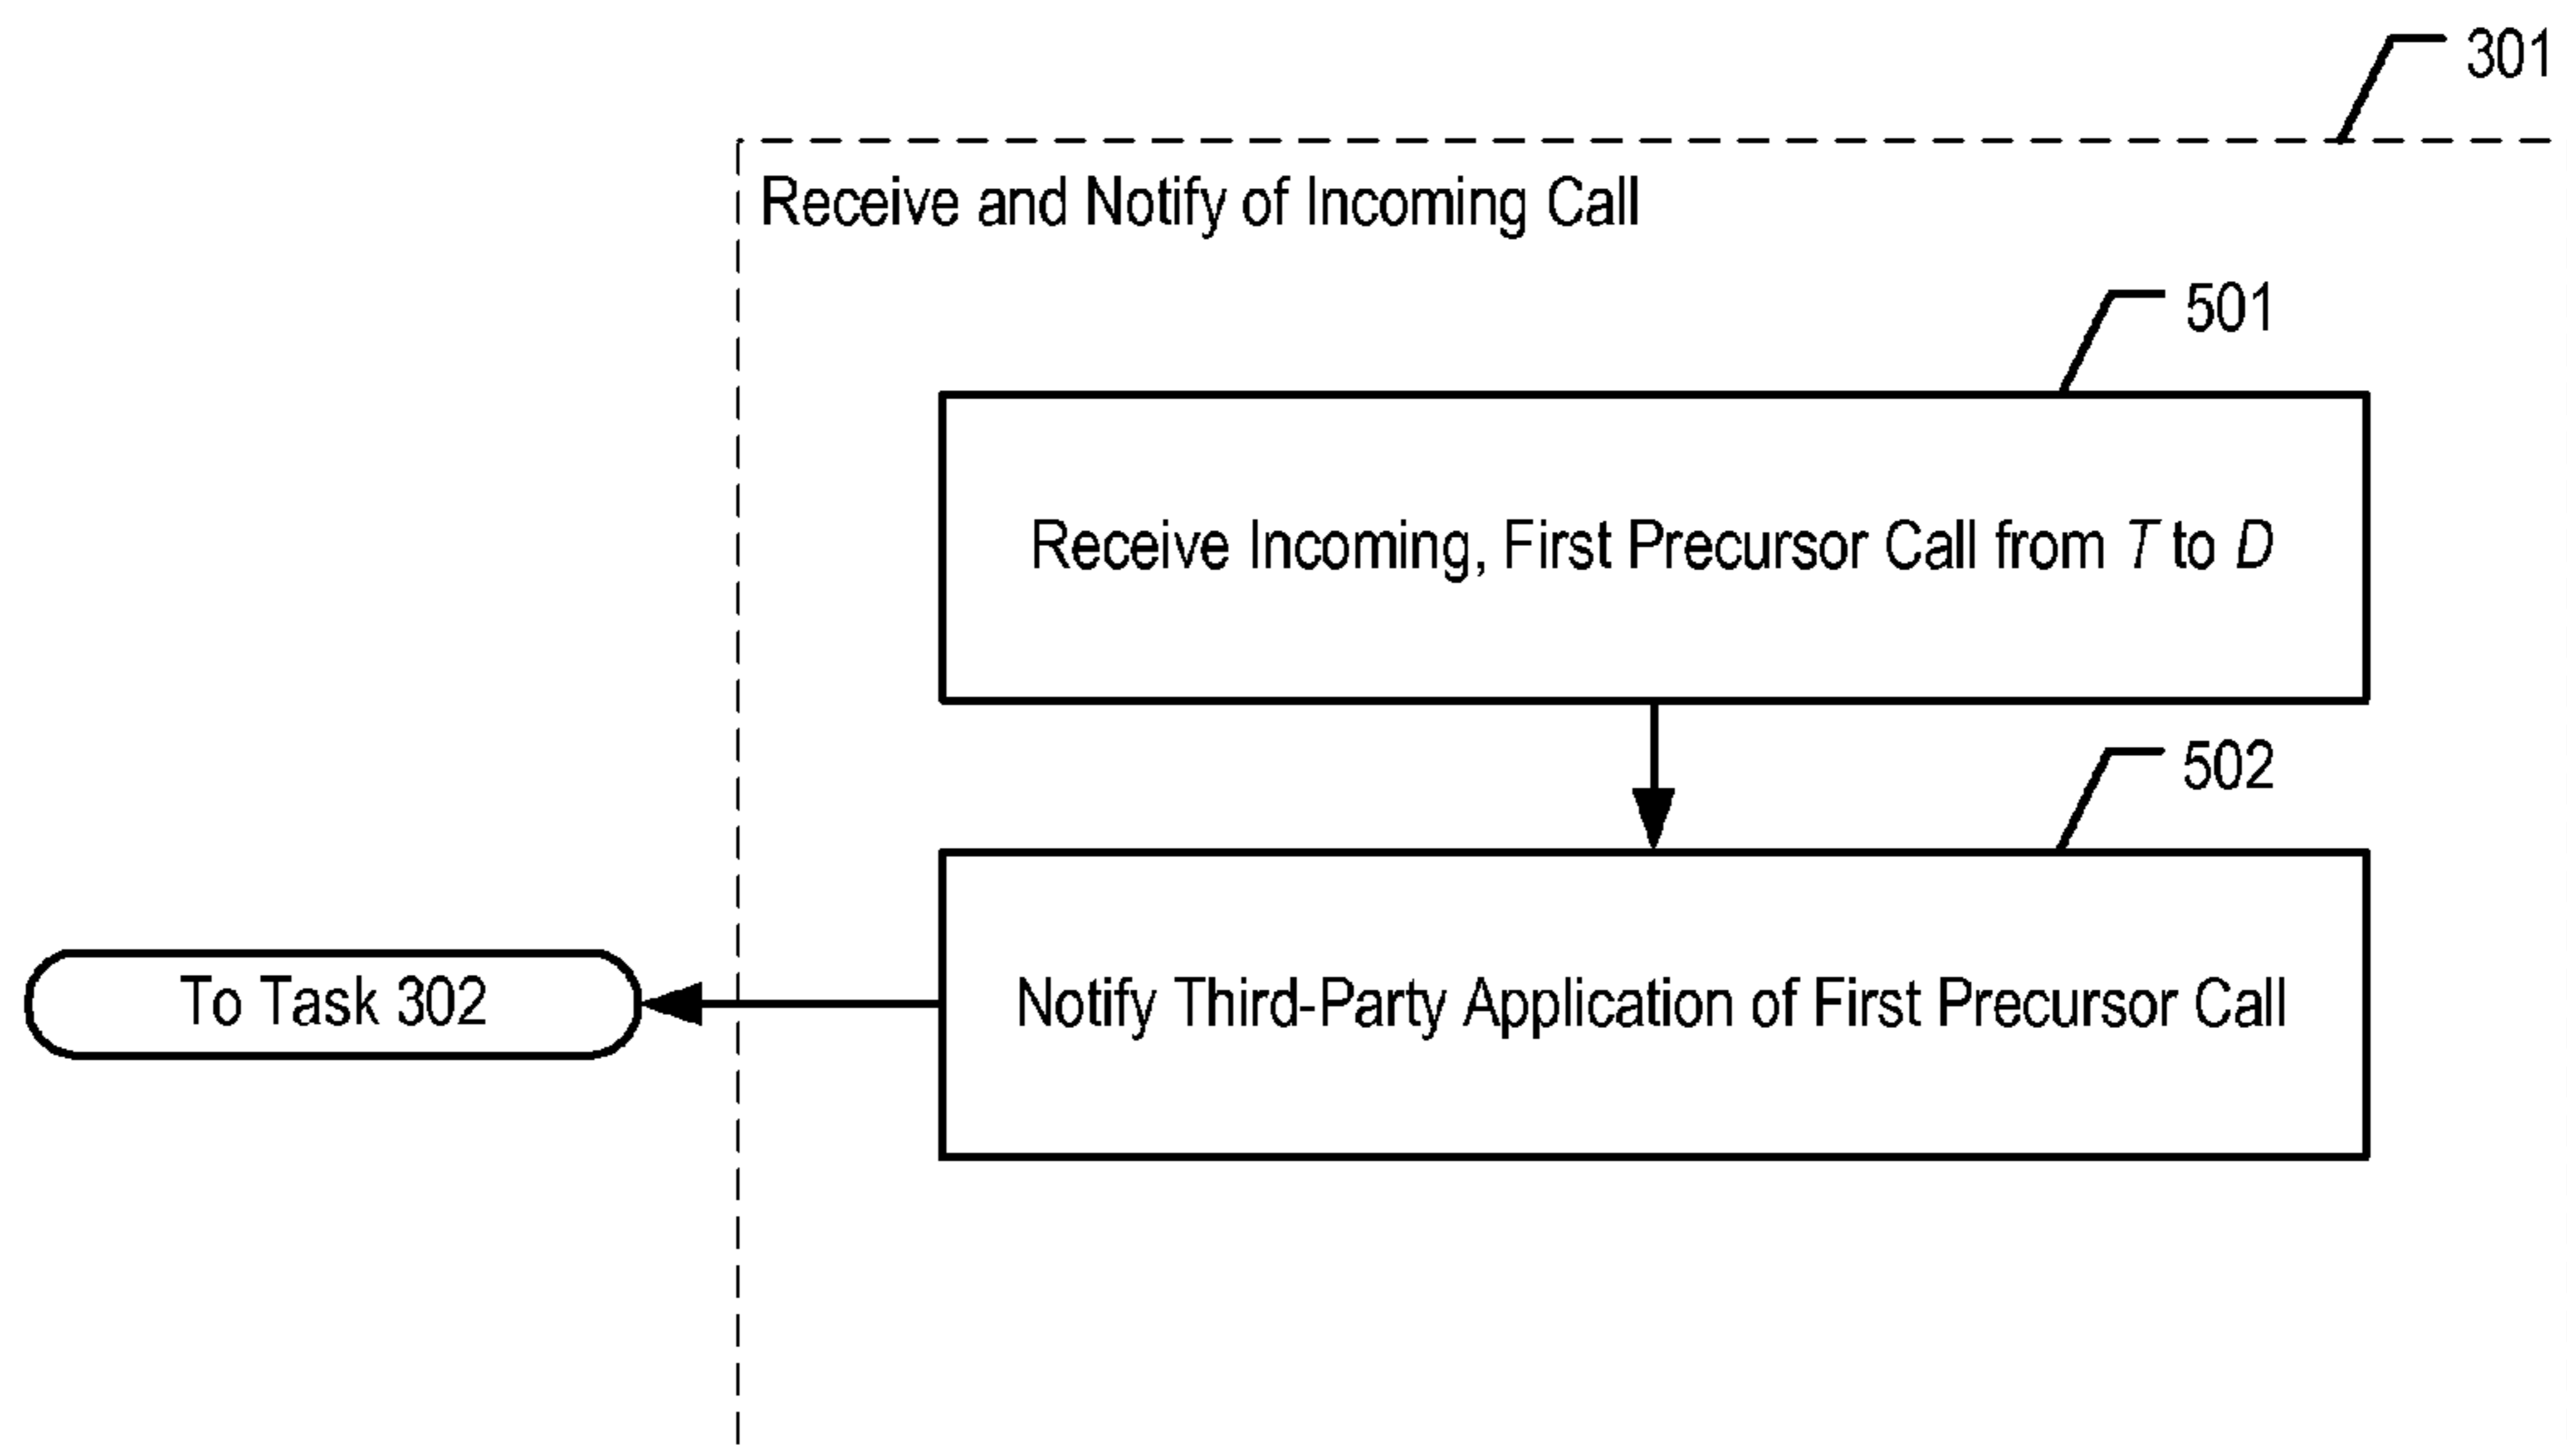 301
Receive and Notify of Incoming Call
501
Receive Incoming, First Precursor Call from T to D
502
To Task 302
Notify Third-Party Application of First Precursor Call